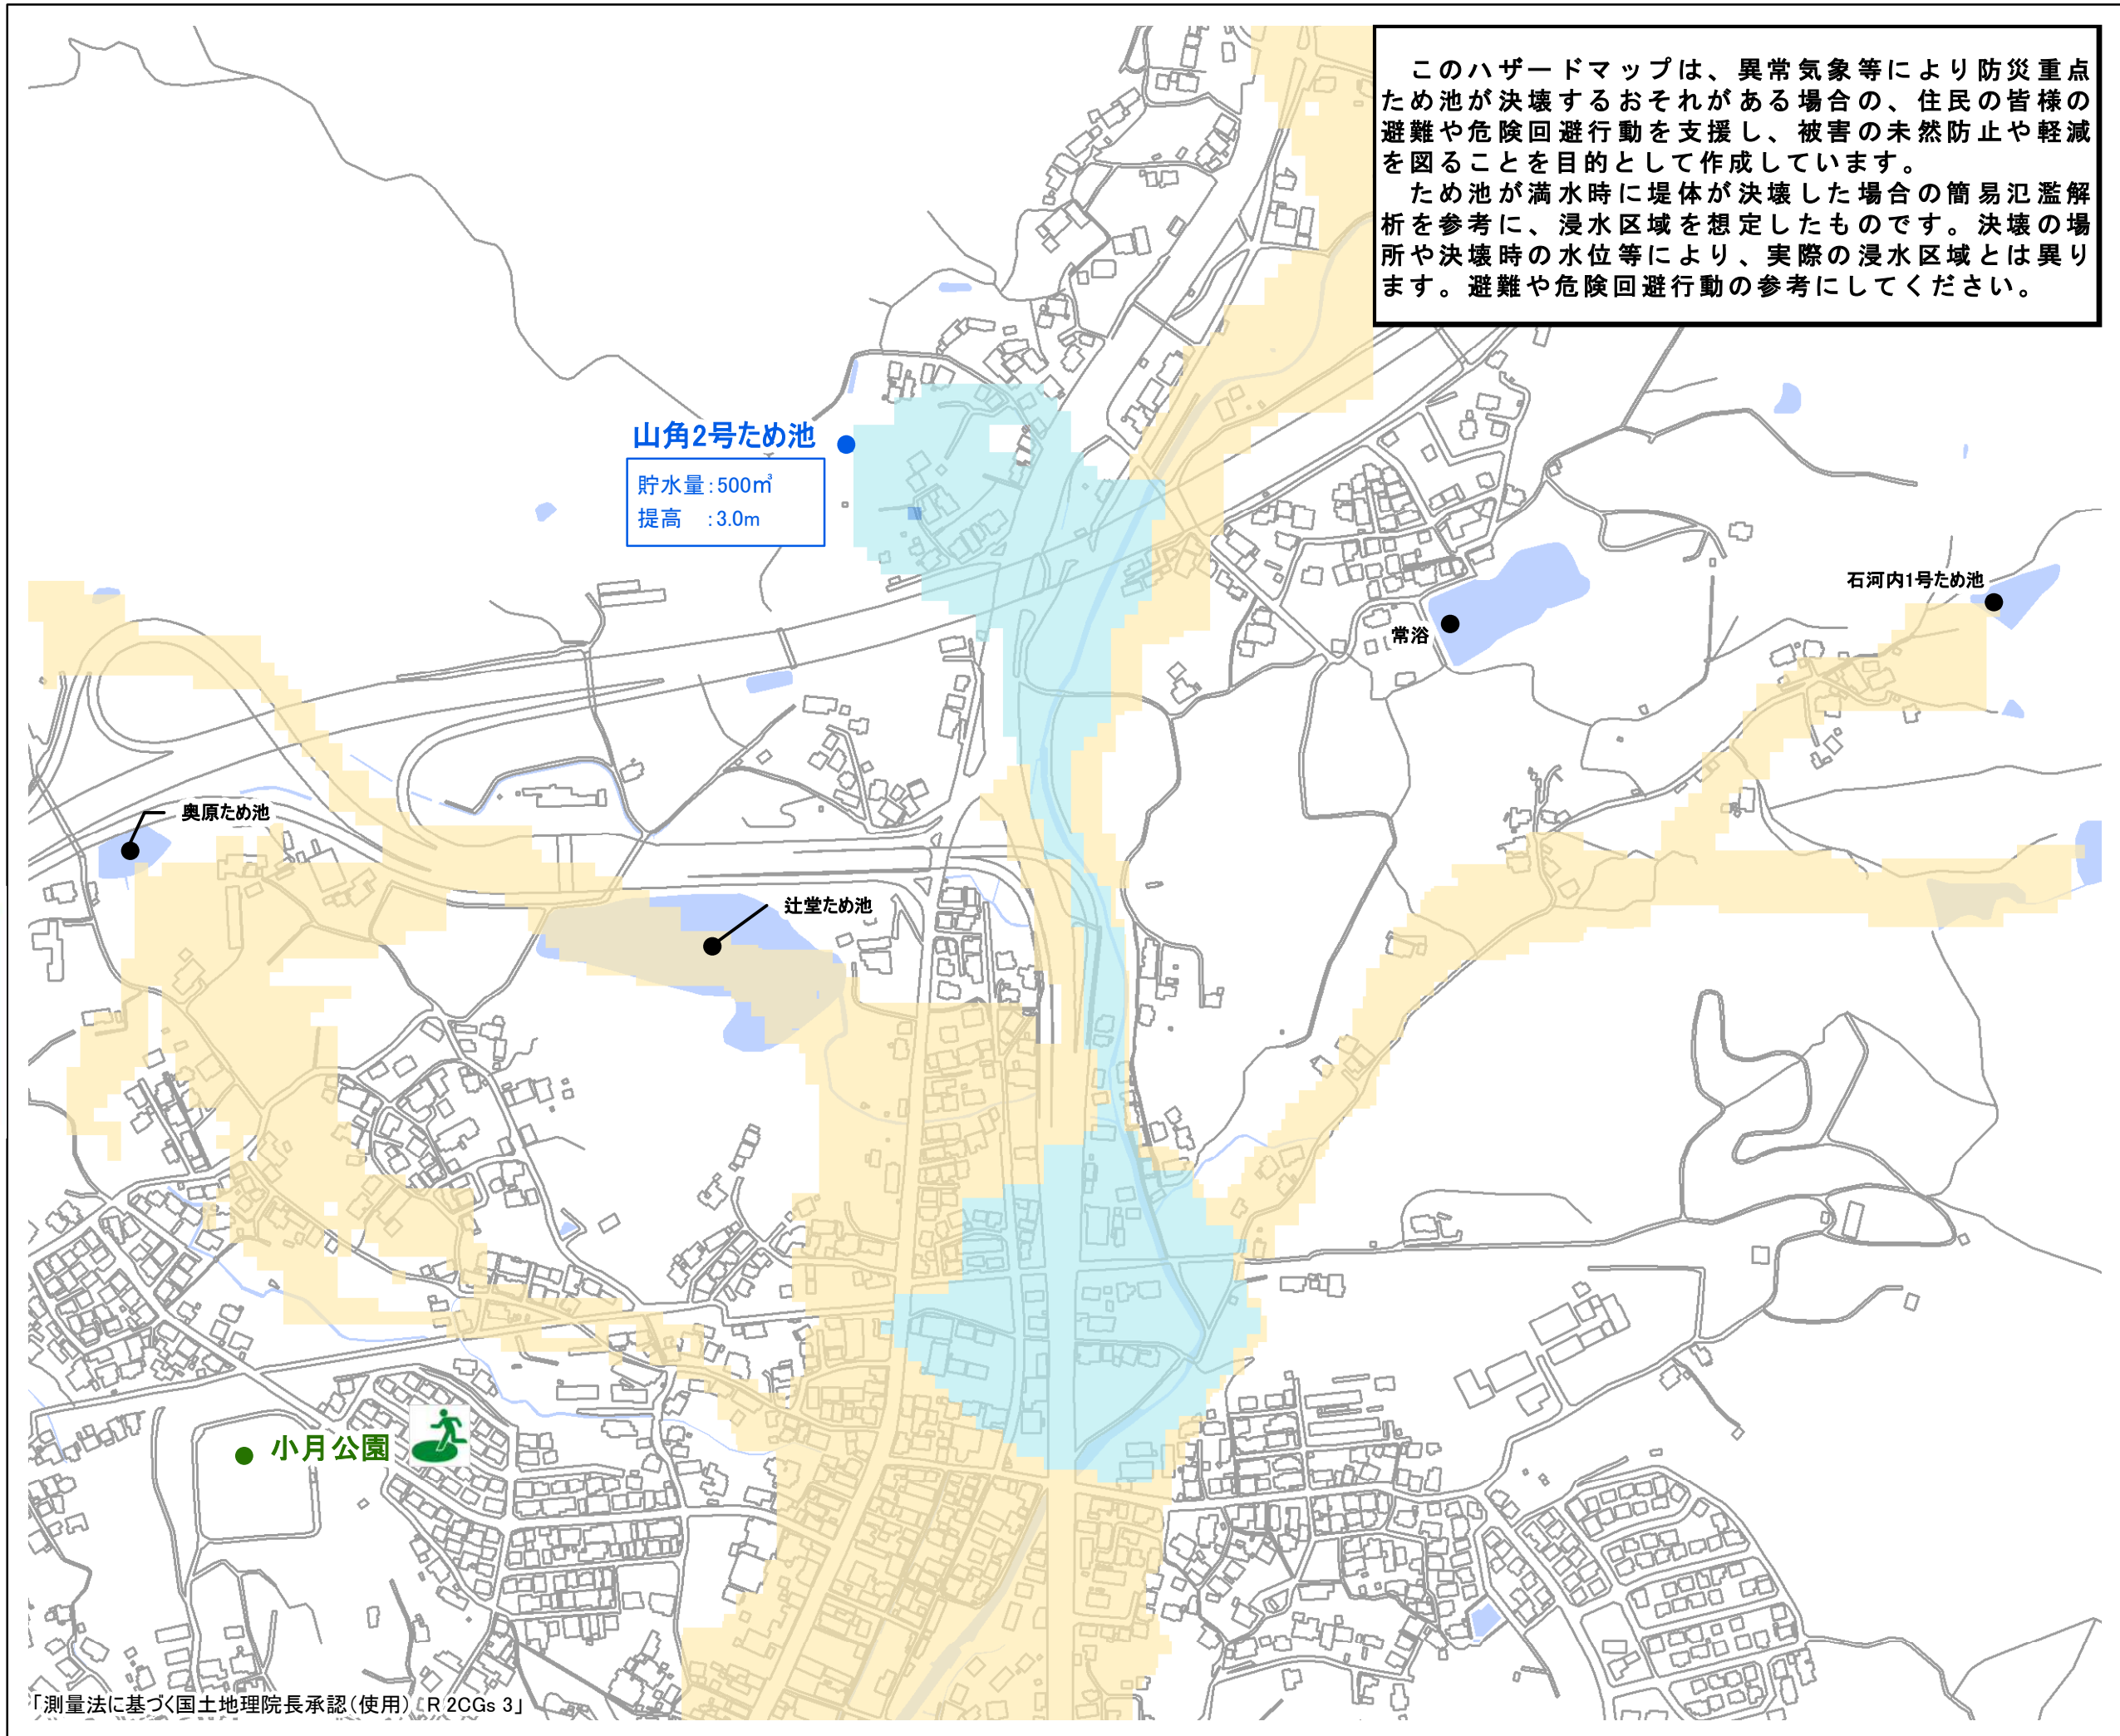 このハザードマップは、異常気象等により防災重点
ため池が決壊するおそれがある場合の、住民の皆様の
避難や危険回避行動を支援し、被害の未然防止や軽減
を図ることを目的として作成しています。
　ため池が満水時に堤体が決壊した場合の簡易氾濫解
析を参考に、浸水区域を想定したものです。決壊の場
所や決壊時の水位等により、実際の浸水区域とは異り
ます。避難や危険回避行動の参考にしてください。
山角2号ため池
貯水量:500㎥
提高　:3.0m
石河内1号ため池
常浴
奥原ため池
辻堂ため池
小月公園
「測量法に基づく国土地理院長承認(使用) R 2CGs 3」